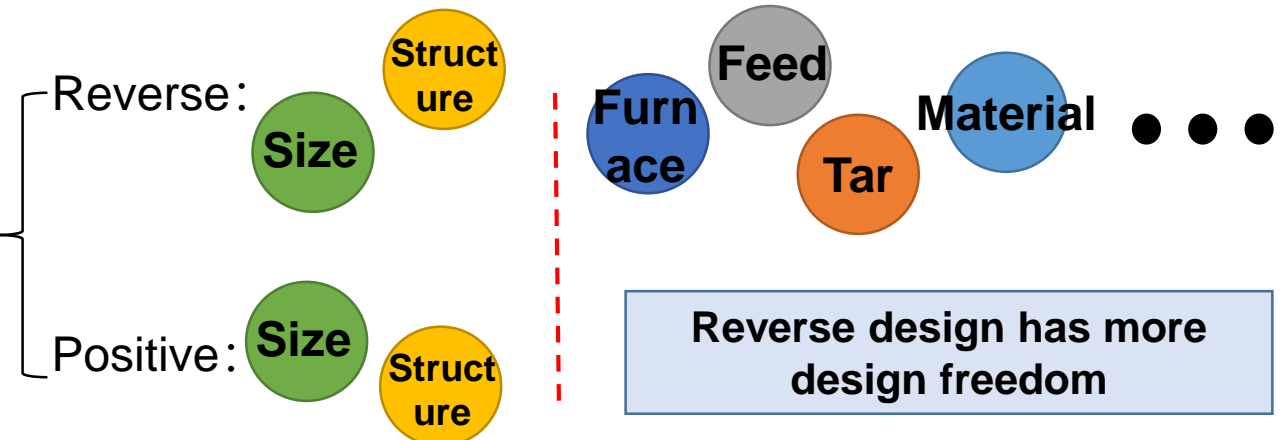 Reverse：
Struct
ure
Size
Furn
ace
Feed
Tar
Material
Positive：
Size
Struct
ure
Reverse design has more
design freedom